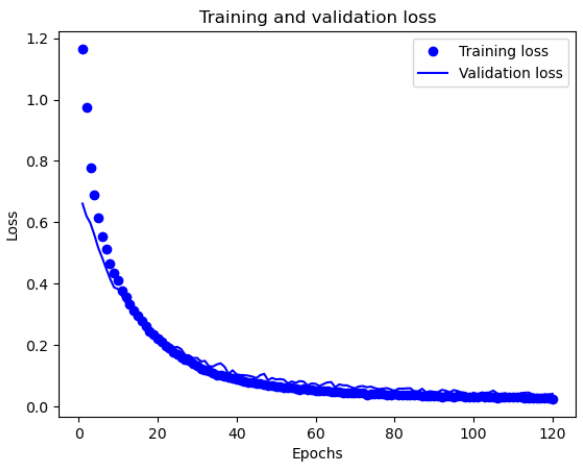 Training and validation loss
Training loss
Validation loss
1.2
1.0
0.8
0.6
0.4
0.2
0.0
Loss
0 20 40 60 80 100 120
Epochs